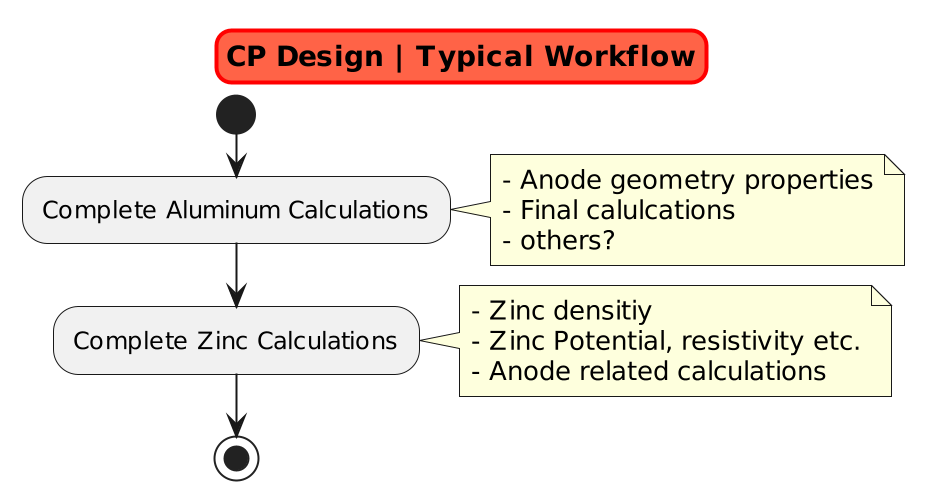 CP Design | Typical Workflow
Complete Aluminum Calculations
- Anode geometry properties
- Final calulcations
- others?
Complete Zinc Calculations
- Zinc densitiy
- Zinc Potential, resistivity etc.
- Anode related calculations